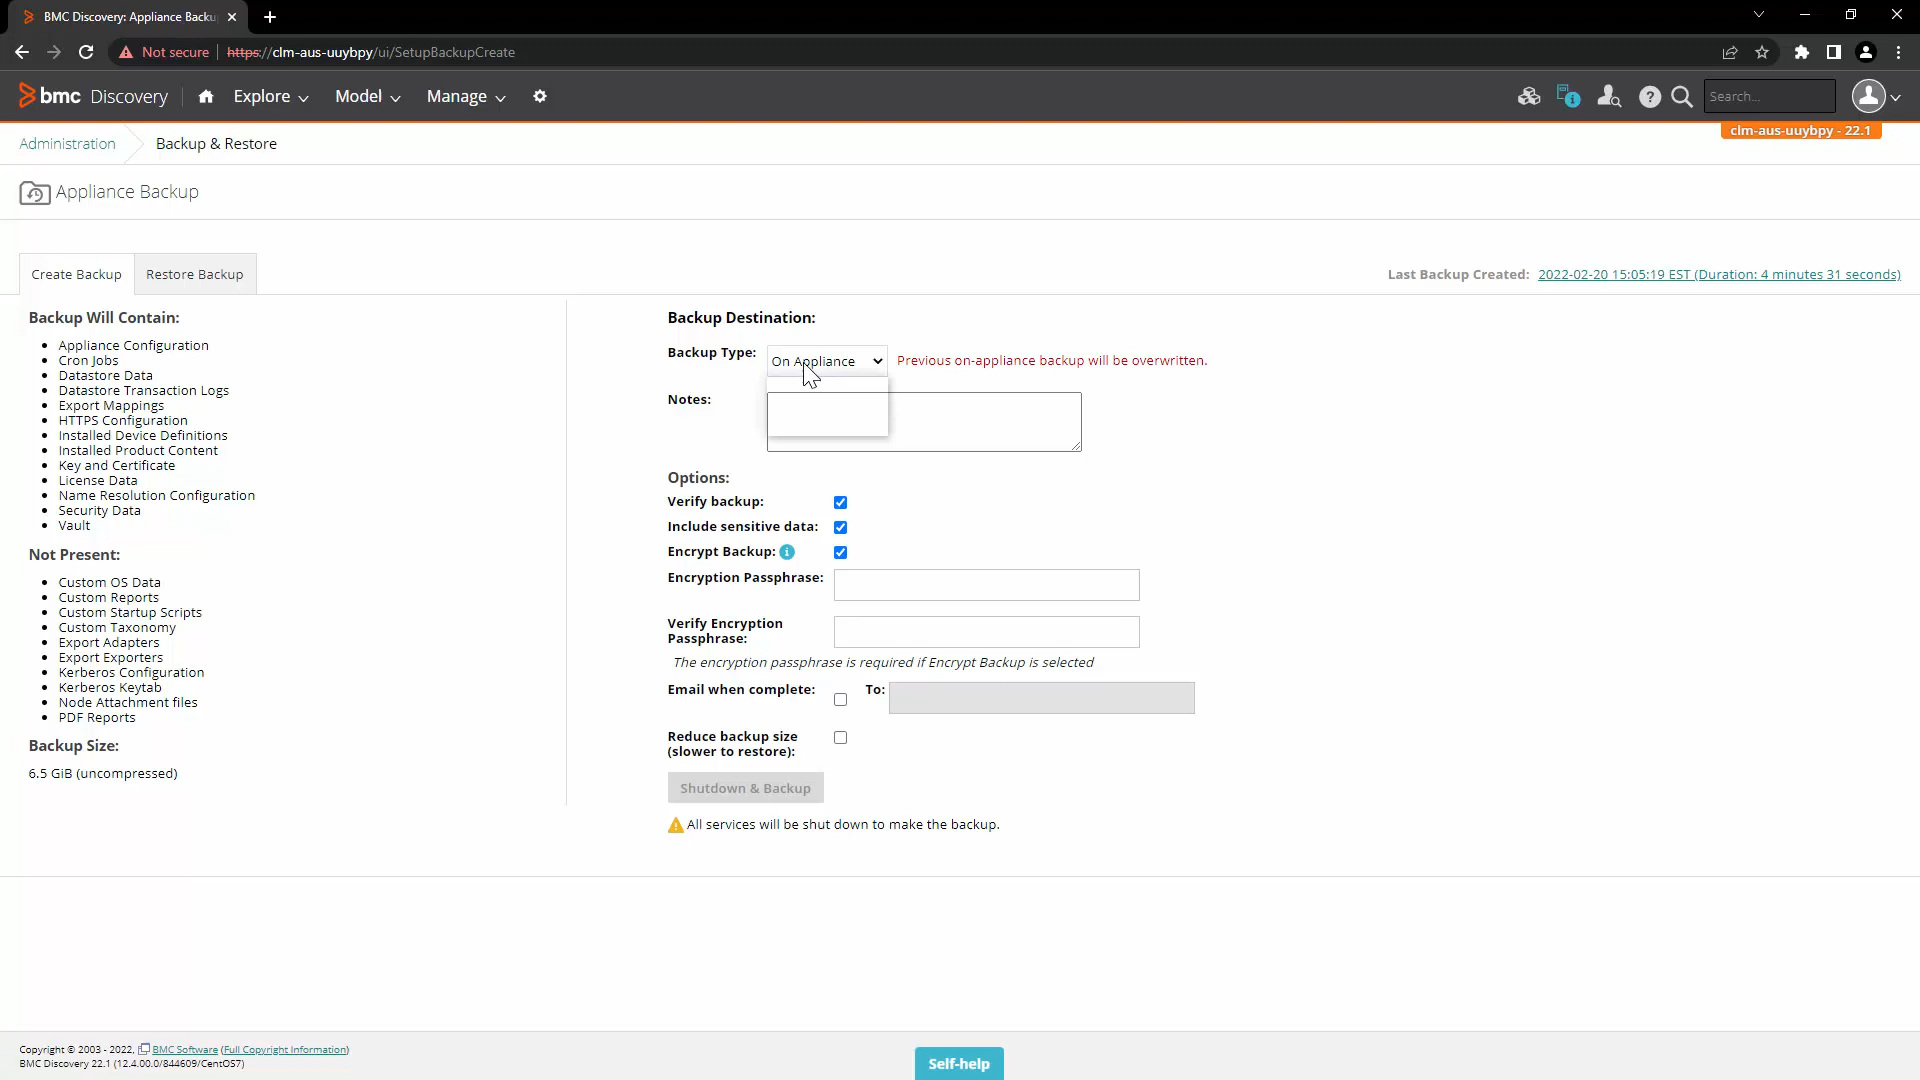 BMC Discovery: Appliance Backu
Not secure https://clm-aus-uuybpy/ui/SetupBackupCreate
bmc Discovery Explore Model Manage Search...
clm-aus-uuybpy - 22.1
Administration Backup & Restore
Appliance Backup
Create Backup Restore Backup Last Backup Created: 2022-02-20 15:05:19 EST (Duration: 4 minutes 31 seconds)
Backup Will Contain:
Appliance Configuration
Cron Jobs
Datastore Data
Datastore Transaction Logs
Export Mappings
HTTPS Configuration
Installed Device Definitions
Installed Product Content
Key and Certificate
License Data
Name Resolution Configuration
Security Data
Vault
Not Present:
Custom OS Data
Custom Reports
Custom Startup Scripts
Custom Taxonomy
Export Adapters
Export Exporters
Kerberos Configuration
Kerberos Keytab
Node Attachment files
PDF Reports
Backup Size:
6.5 GiB (uncompressed)
Backup Destination:
Backup Type: On Appliance Previous on-appliance backup will be overwritten.
Notes:
Options:
Verify backup:
Include sensitive data:
Encrypt Backup:
Encryption Passphrase:
Verify Encryption
Passphrase:
The encryption passphrase is required if Encrypt Backup is selected
Email when complete: To:
Reduce backup size
(slower to restore):
Shutdown & Backup
All services will be shut down to make the backup.
Copyright © 2003 - 2022, BMC Software (Full Copyright Information)
BMC Discovery 22.1 (12.4.00.0/844609/CentOS7)
Self-help